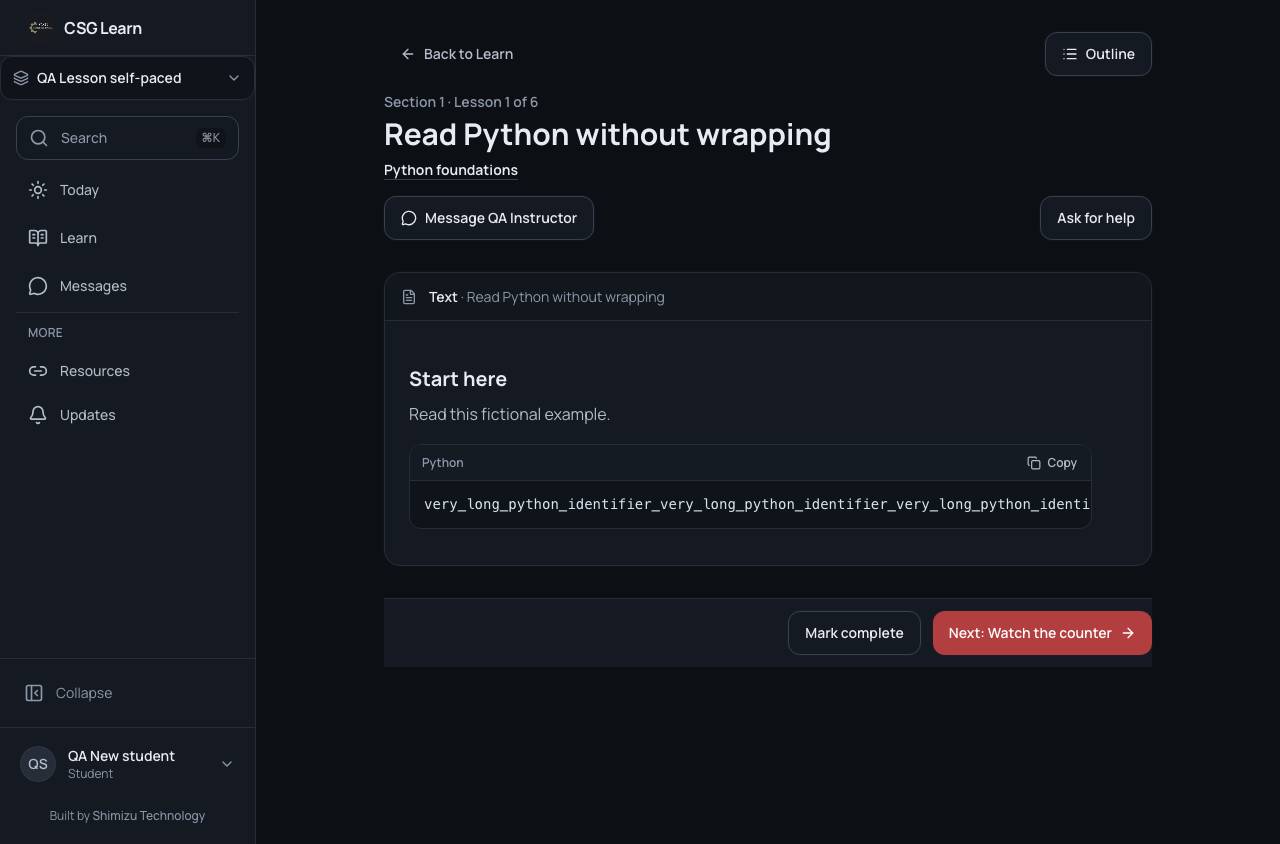 CSG Learn
QA Lesson self-paced
Search ⌘K
Today
Learn
Messages
MORE
Resources
Updates
Collapse
QS
QA New student
Student
Built by Shimizu Technology
Back to Learn
Outline
Section 1 · Lesson 1 of 6
Read Python without wrapping
Python foundations
Message QA Instructor
Ask for help
Text · Read Python without wrapping
Start here
Read this fictional example.
Python
Copy
very_long_python_identifier_very_long_python_identifier_very_long_python_identi
Mark complete
Next: Watch the counter